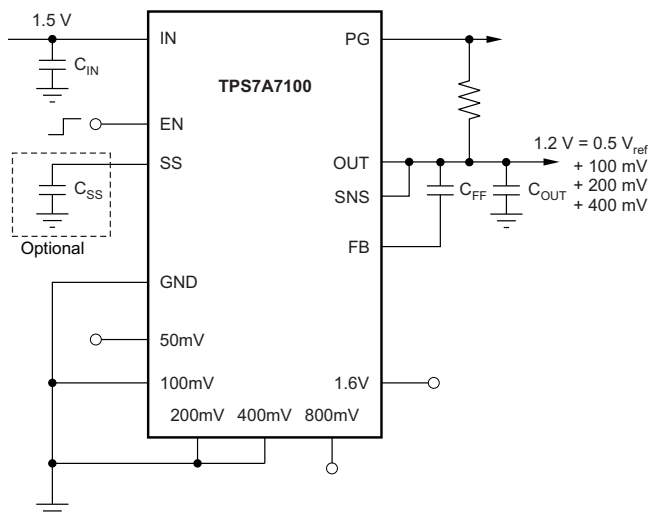 1.5 V
C_IN
IN
PG
TPS7A7100
EN
SS
C_SS
Optional
OUT
SNS
C_FF
C_OUT
FB
1.2 V = 0.5 V_ref
+ 100 mV
+ 200 mV
+ 400 mV
GND
50mV
100mV
1.6V
200mV
400mV
800mV